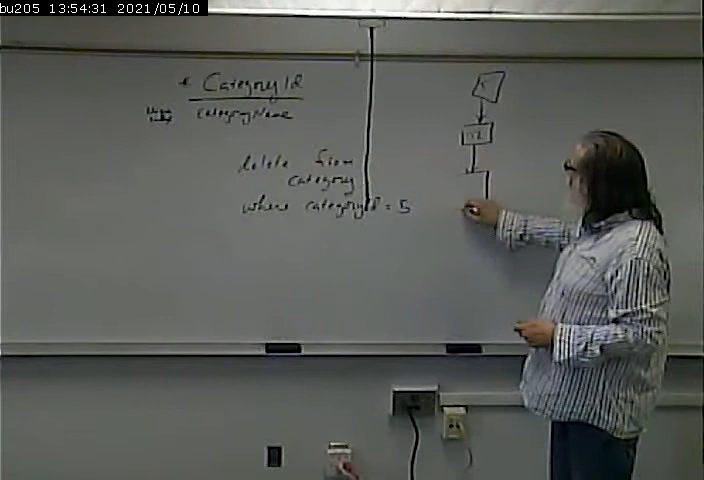 bu205 13:54:31 2021/05/10
* CategoryId
CategoryName
delete from
category
where categoryId = 5